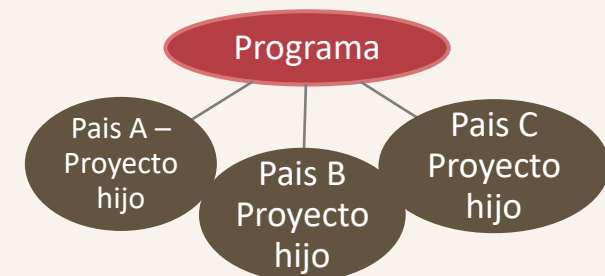 Programa
Pais A –
Proyecto
hijo
Pais B
Proyecto
hijo
Pais C
Proyecto
hijo